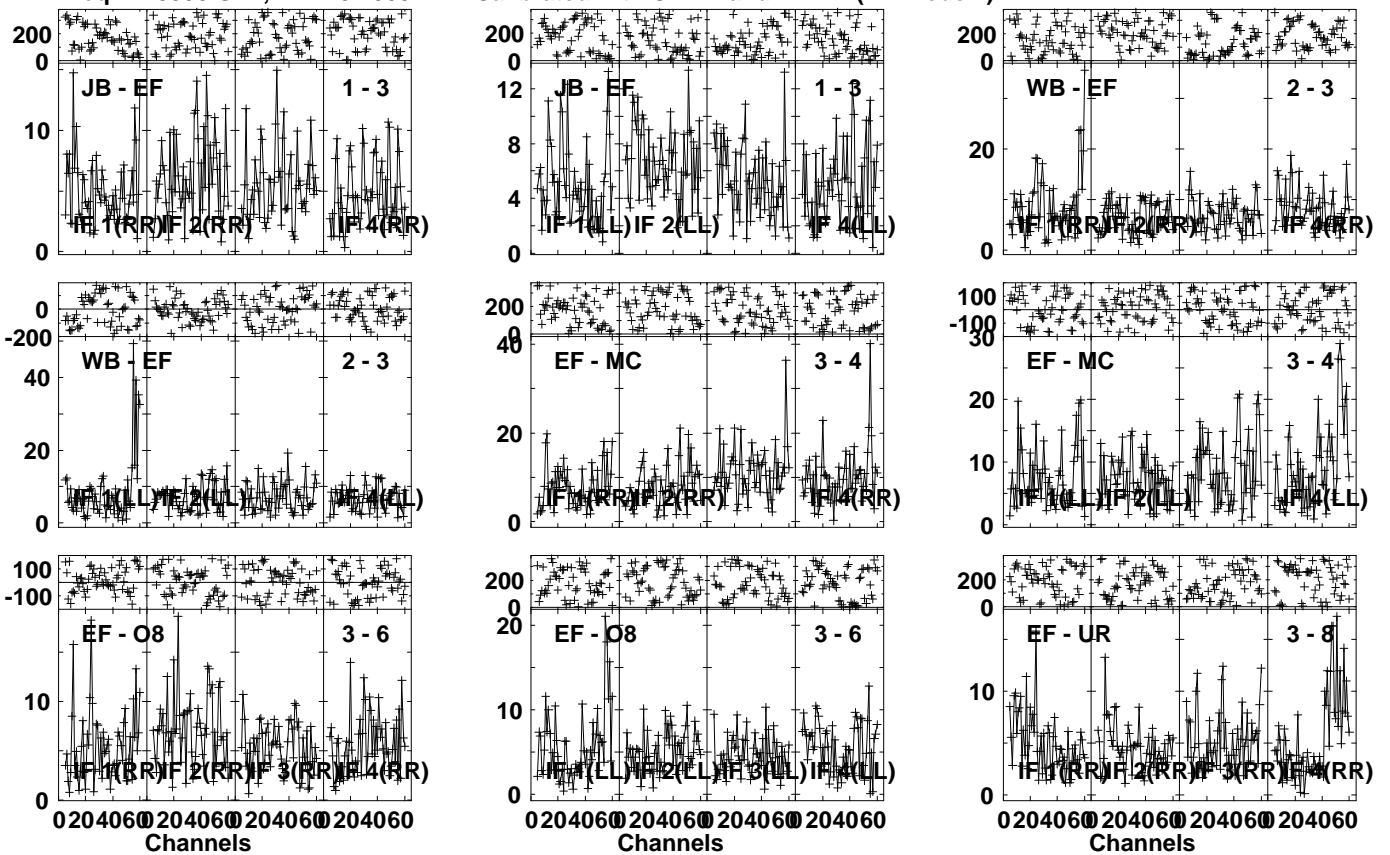 200 200 200
0 0 0
JB - EF 1 - 3 JB - EF 1 - 3 WB - EF 2 - 3
10 12 20
8 10
4
0 0 0
IF 1(RR) IF 2(RR) IF 4(RR) IF 1(LL) IF 2(LL) IF 4(LL) IF 1(RR) IF 2(RR) IF 4(RR)
0 200 100
-200 0 -100
WB - EF 2 - 3 EF - MC 3 - 4 EF - MC 3 - 4
40 40 30
20 20 20
10
0 0 0
IF 1(LL) IF 2(LL) IF 4(LL) IF 1(RR) IF 2(RR) IF 4(RR) IF 1(LL) IF 2(LL) IF 4(LL)
100 200 200
-100 0 0
EF - O8 3 - 6 EF - O8 3 - 6 EF - UR 3 - 8
10 20 10
10
0 0 0
IF 1(RR) IF 2(RR) IF 3(RR) IF 4(RR) IF 1(LL) IF 2(LL) IF 3(LL) IF 4(LL) IF 1(RR) IF 2(RR) IF 3(RR) IF 4(RR)
0 20 40 60 0 20 40 60 0 20 40 60 0 20 40 60 0 20 40 60 0 20 40 60 0 20 40 60 0 20 40 60 0 20 40 60 0 20 40 60 0 20 40 60 0 20 40 60
Channels Channels Channels